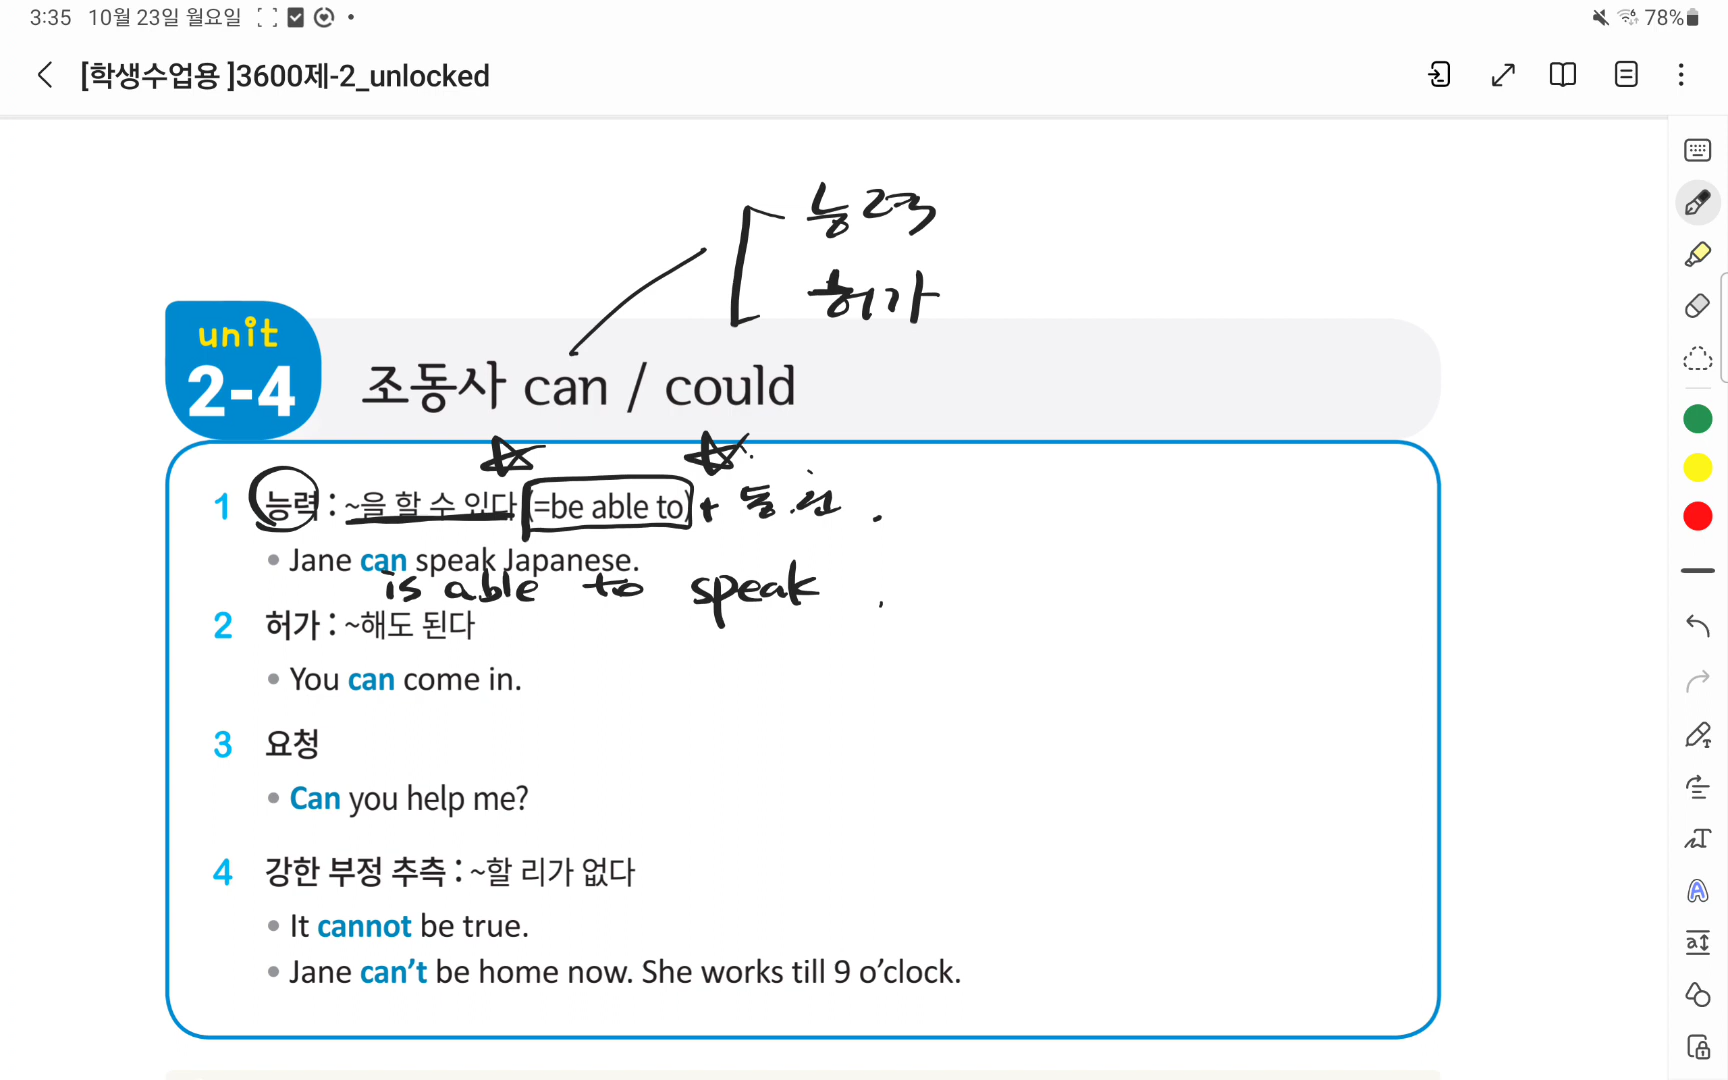 3:35 10월 23일 월요일 78%
[학생수업용 ]3600제-2_unlocked
능력
허가
unit
2-4
조동사 can / could
1 능력 : ~을 할 수 있다 (=be able to) + 동.원
• Jane can speak Japanese.
is able to speak .
2 허가 : ~해도 된다
• You can come in.
3 요청
• Can you help me?
4 강한 부정 추측 : ~할 리가 없다
• It cannot be true.
• Jane can't be home now. She works till 9 o'clock.